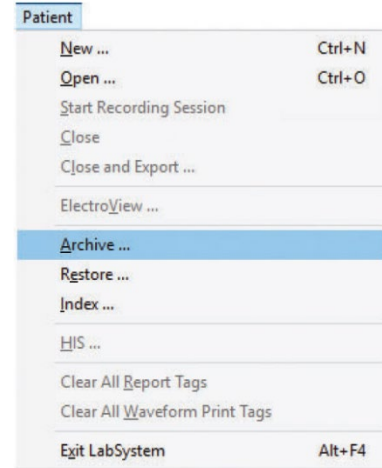 Patient
New ... Ctrl+N
Open ... Ctrl+O
Start Recording Session
Close
Close and Export ...
ElectroView ...
Archive ...
Restore ...
Index ...
HIS ...
Clear All Report Tags
Clear All Waveform Print Tags
Exit LabSystem Alt+F4